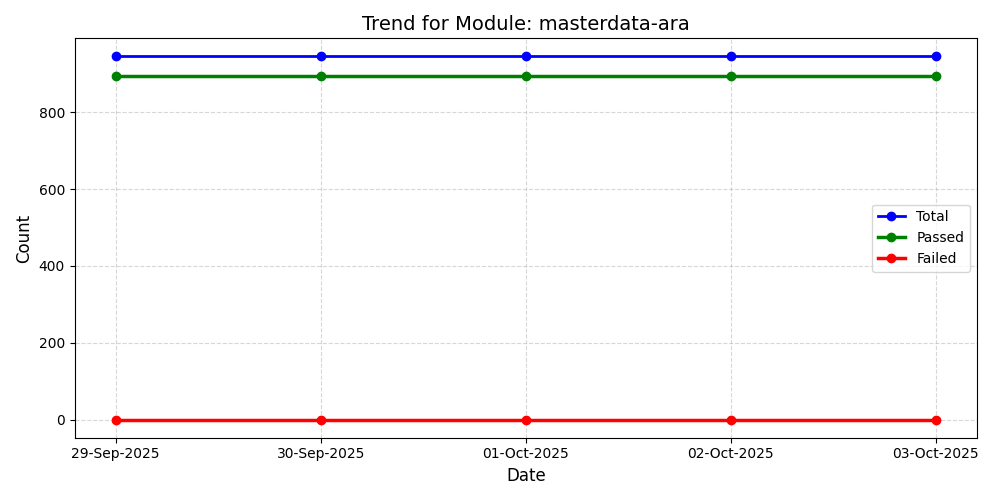 Trend for Module: masterdata-ara
Count
800
600
400
200
0
Total
Passed
Failed
29-Sep-2025
30-Sep-2025
01-Oct-2025
02-Oct-2025
03-Oct-2025
Date